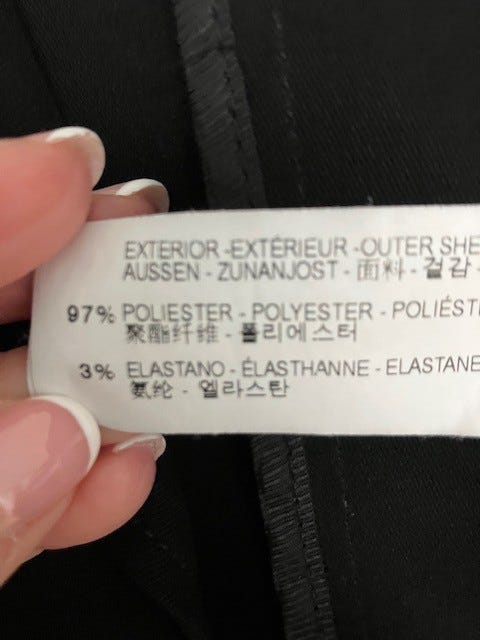 EXTERIOR -EXTÉRIEUR -OUTER SHE
AUSSEN - ZUNANJOST - 面料 - 겉감 -
97% POLIESTER - POLYESTER - POLIÉST
聚酯纤维 - 폴리에스터
3% ELASTANO - ÉLASTHANNE - ELASTANE
氨纶 - 엘라스탄